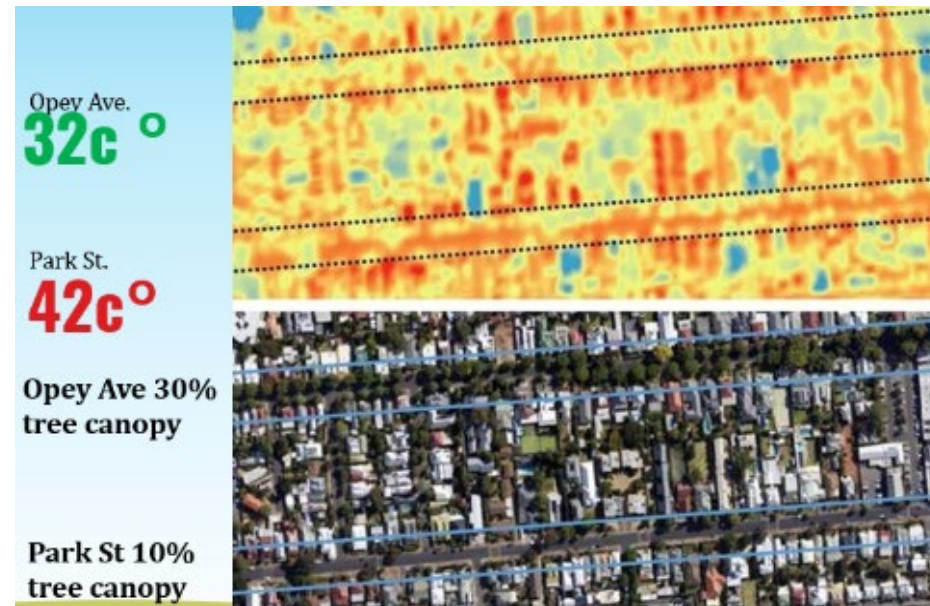 Opey Ave.
32c °
Park St.
42c°
Opey Ave 30%
tree canopy
Park St 10%
tree canopy